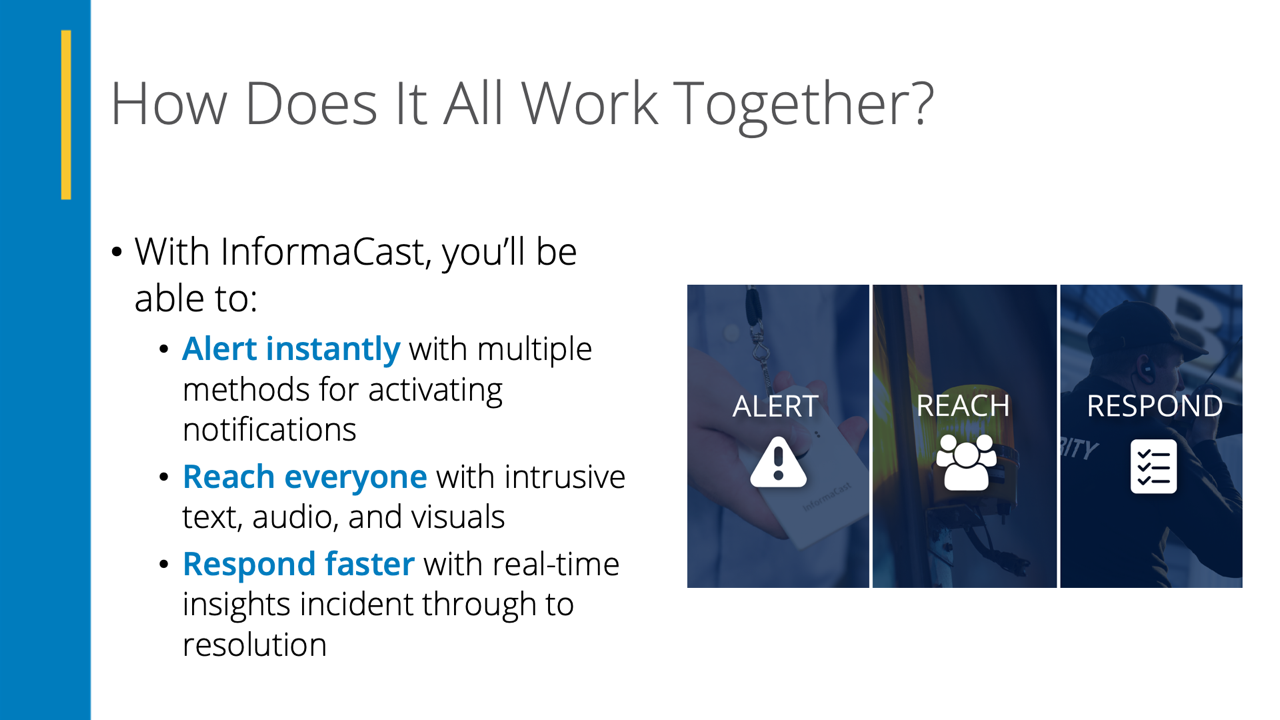 How Does It All Work Together?
• With InformaCast, you’ll be
able to:
• Alert instantly with multiple
methods for activating
notifications
• Reach everyone with intrusive
text, audio, and visuals
• Respond faster with real-time
insights incident through to
resolution
ALERT
InformaCast
REACH
RESPOND
RITY
B